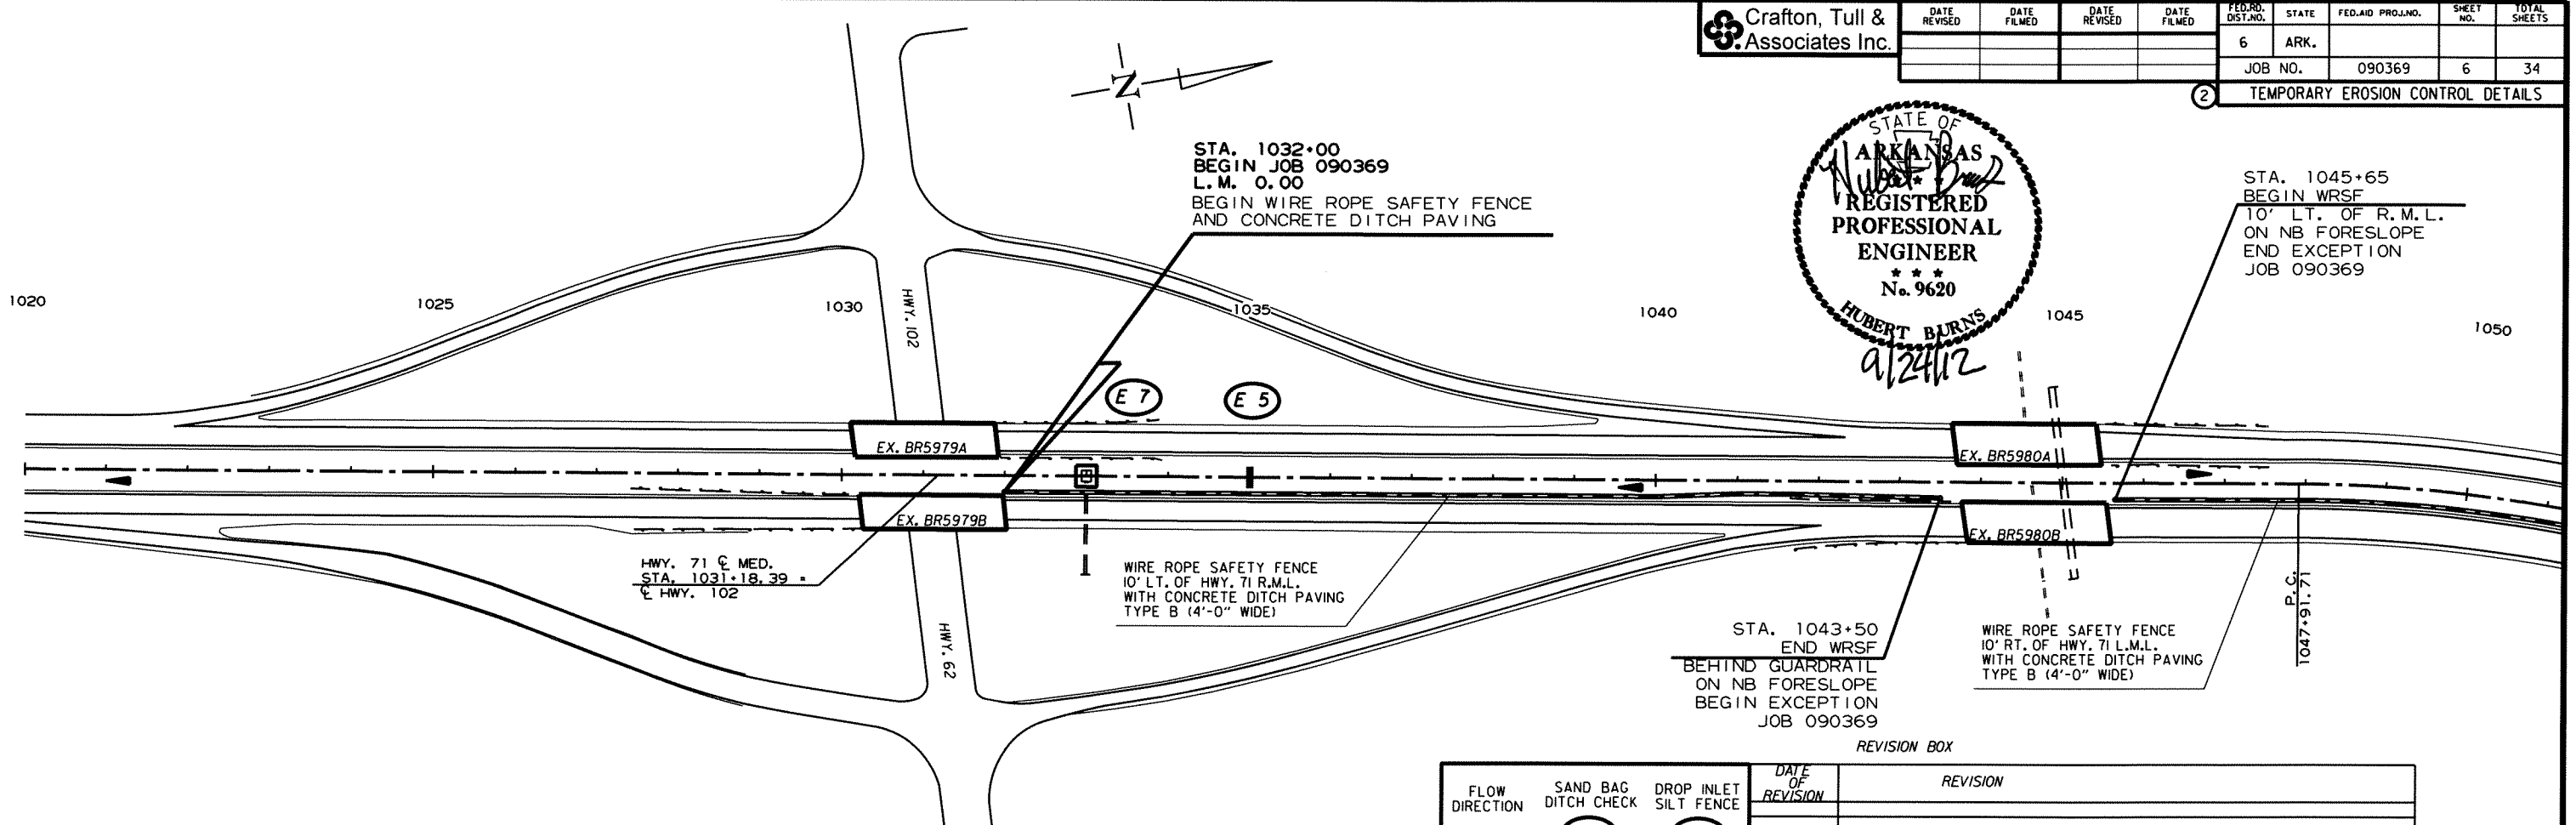 Crafton, Tull &
Associates Inc.
DATE REVISED
DATE FILMED
DATE REVISED
DATE FILMED
FED.RD. DIST.NO.
STATE
FED.AID PROJ.NO.
SHEET NO.
TOTAL SHEETS
6
ARK.
JOB NO.
090369
6
34
2
TEMPORARY EROSION CONTROL DETAILS
N
STATE OF
ARKANSAS
* * *
REGISTERED
PROFESSIONAL
ENGINEER
* * *
No. 9620
HUBERT BURNS
9/24/12
STA. 1032+00
BEGIN JOB 090369
L.M. 0.00
BEGIN WIRE ROPE SAFETY FENCE
AND CONCRETE DITCH PAVING
STA. 1045+65
BEGIN WRSF
10' LT. OF R.M.L.
ON NB FORESLOPE
END EXCEPTION
JOB 090369
1020
1025
1030
1035
1040
1045
1050
HWY. 102
E 7
E 5
EX. BR5979A
EX. BR5980A
EX. BR5979B
EX. BR5980B
HWY. 71 ℄ MED.
STA. 1031+18.39 =
℄ HWY. 102
HWY. 62
WIRE ROPE SAFETY FENCE
10' LT. OF HWY. 71 R.M.L.
WITH CONCRETE DITCH PAVING
TYPE B (4'-0" WIDE)
STA. 1043+50
END WRSF
BEHIND GUARDRAIL
ON NB FORESLOPE
BEGIN EXCEPTION
JOB 090369
WIRE ROPE SAFETY FENCE
10' RT. OF HWY. 71 L.M.L.
WITH CONCRETE DITCH PAVING
TYPE B (4'-0" WIDE)
P.C.
1047+91.71
REVISION BOX
FLOW DIRECTION
SAND BAG DITCH CHECK
DROP INLET SILT FENCE
DATE OF REVISION
REVISION